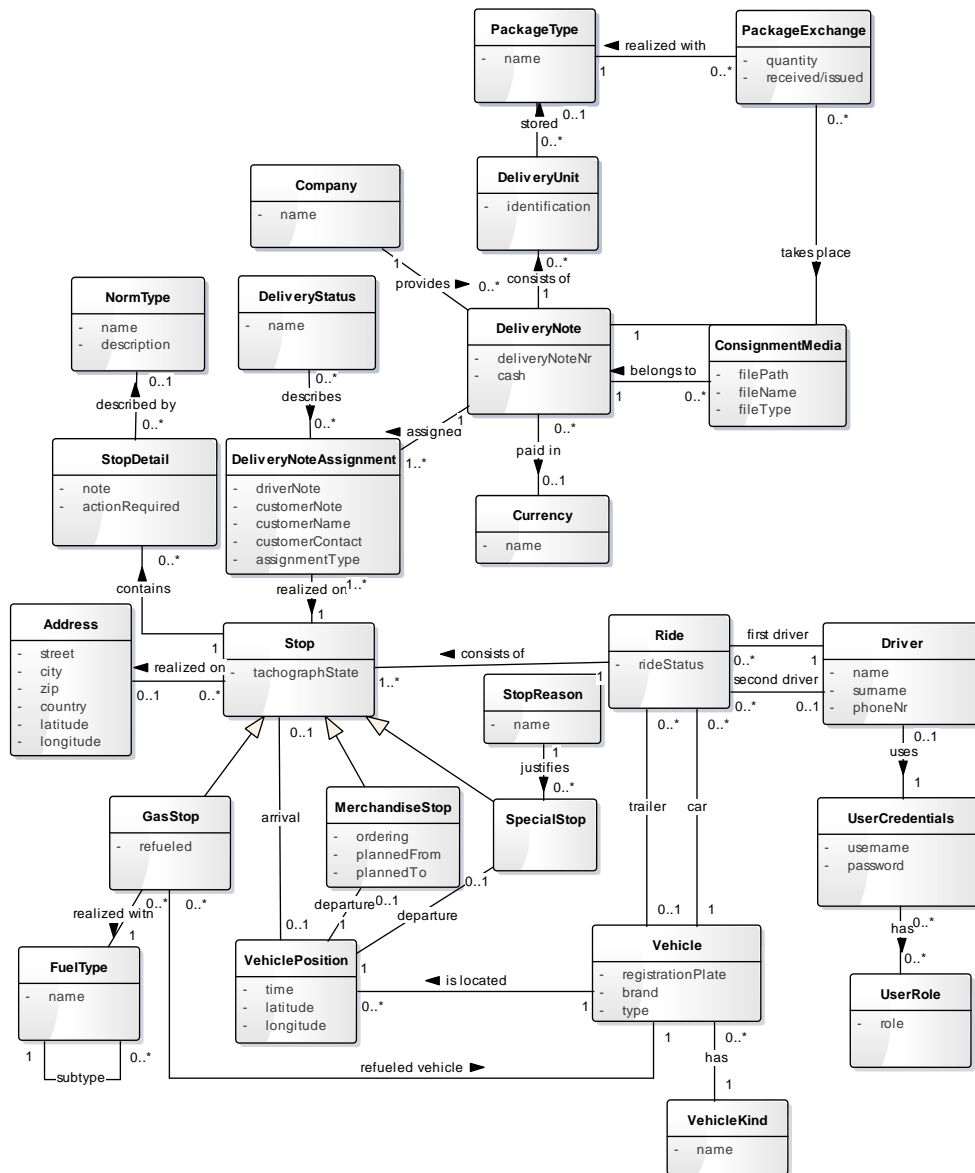 PackageType
- name
PackageExchange
- quantity
- received/issued
◄ realized with
1
0..*
0..1
stored
0..*
0..*
DeliveryUnit
- identification
Company
- name
takes place
0..*
consists of
1
1
provides ►
0..*
NormType
- name
- description
DeliveryStatus
- name
DeliveryNote
- deliveryNoteNr
- cash
1
ConsignmentMedia
- filePath
- fileName
- fileType
◄ belongs to
1
0..*
0..1
described by
0..*
0..*
describes
0..*
1
◄ assigned
1..*
0..*
paid in
0..1
StopDetail
- note
- actionRequired
DeliveryNoteAssignment
- driverNote
- customerNote
- customerName
- customerContact
- assignmentType
Currency
- name
0..*
contains
1
realized on
1..*
1
Address
- street
- city
- zip
- country
- latitude
- longitude
◄ realized on
0..1
0..*
Stop
- tachographState
◄ consists of
1..*
1
Ride
- rideStatus
first driver
0..*
1
second driver
0..*
0..1
Driver
- name
- surname
- phoneNr
StopReason
- name
1
justifies
0..*
0..*
0..*
0..1
uses
1
0..1
arrival
0..1
trailer
car
GasStop
- refueled
MerchandiseStop
- ordering
- plannedFrom
- plannedTo
SpecialStop
UserCredentials
- username
- password
0..*
0..*
realized with
1
0..1
departure
1
0..1
departure
1
0..1
1
0..*
has
0..*
FuelType
- name
1
0..*
subtype
VehiclePosition
- time
- latitude
- longitude
◄ is located
0..*
1
Vehicle
- registrationPlate
- brand
- type
UserRole
- role
refueled vehicle ►
1
0..*
has
1
VehicleKind
- name